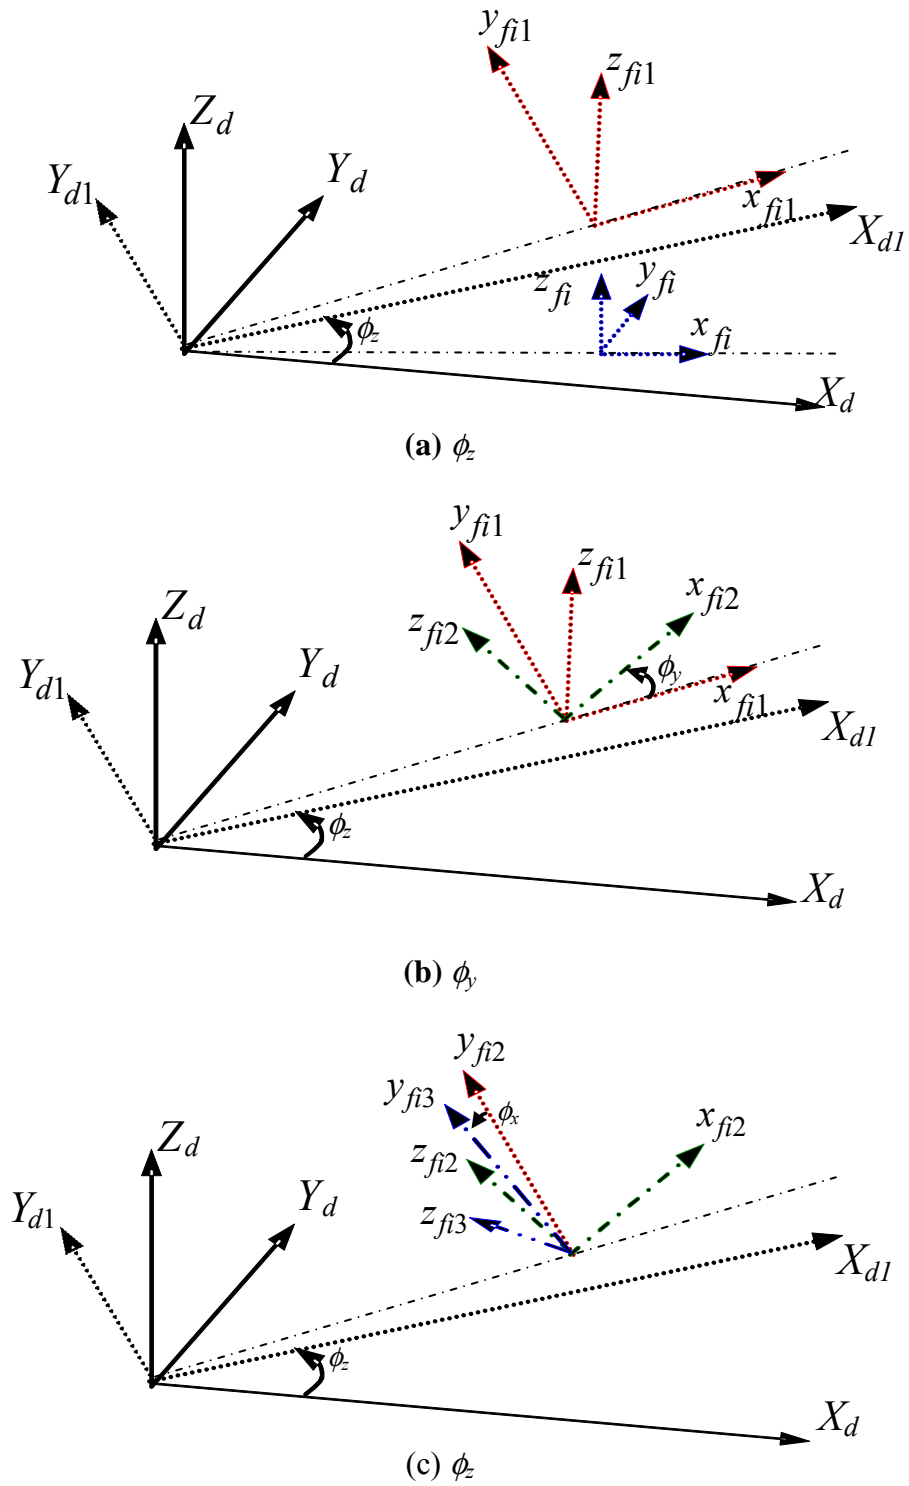 y_fi1
z_fi1
Z_d
Y_d1
Y_d
x_fi1
X_d1
z_fi
y_fi
ϕ_z
x_fi
X_d
(a) ϕ_z
y_fi1
z_fi1
x_fi2
Z_d
z_fi2
Y_d
ϕ_y
Y_d1
x_fi1
X_d1
ϕ_z
X_d
(b) ϕ_y
y_fi2
y_fi3
ϕ_x
x_fi2
Z_d
z_fi2
Y_d1
Y_d
z_fi3
X_d1
ϕ_z
X_d
(c) ϕ_z